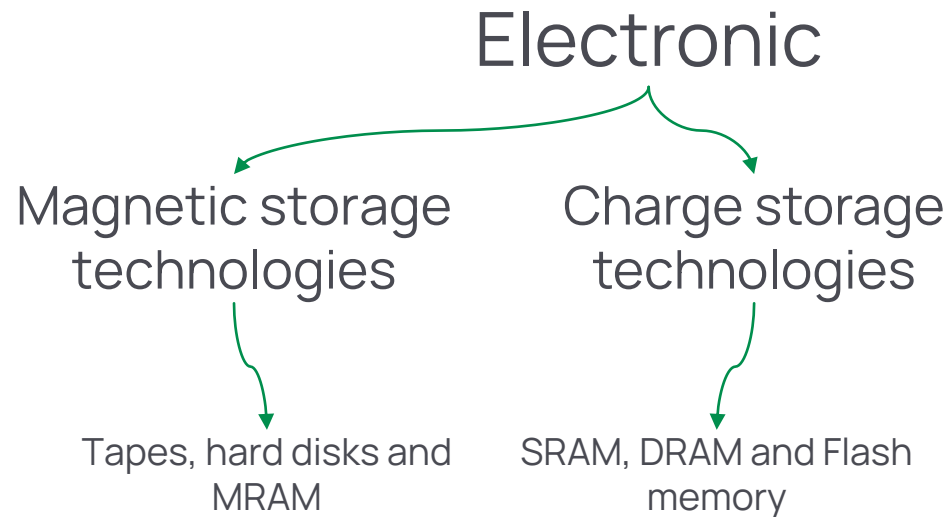 Electronic
Magnetic storage
technologies
Charge storage
technologies
Tapes, hard disks and
MRAM
SRAM, DRAM and Flash
memory